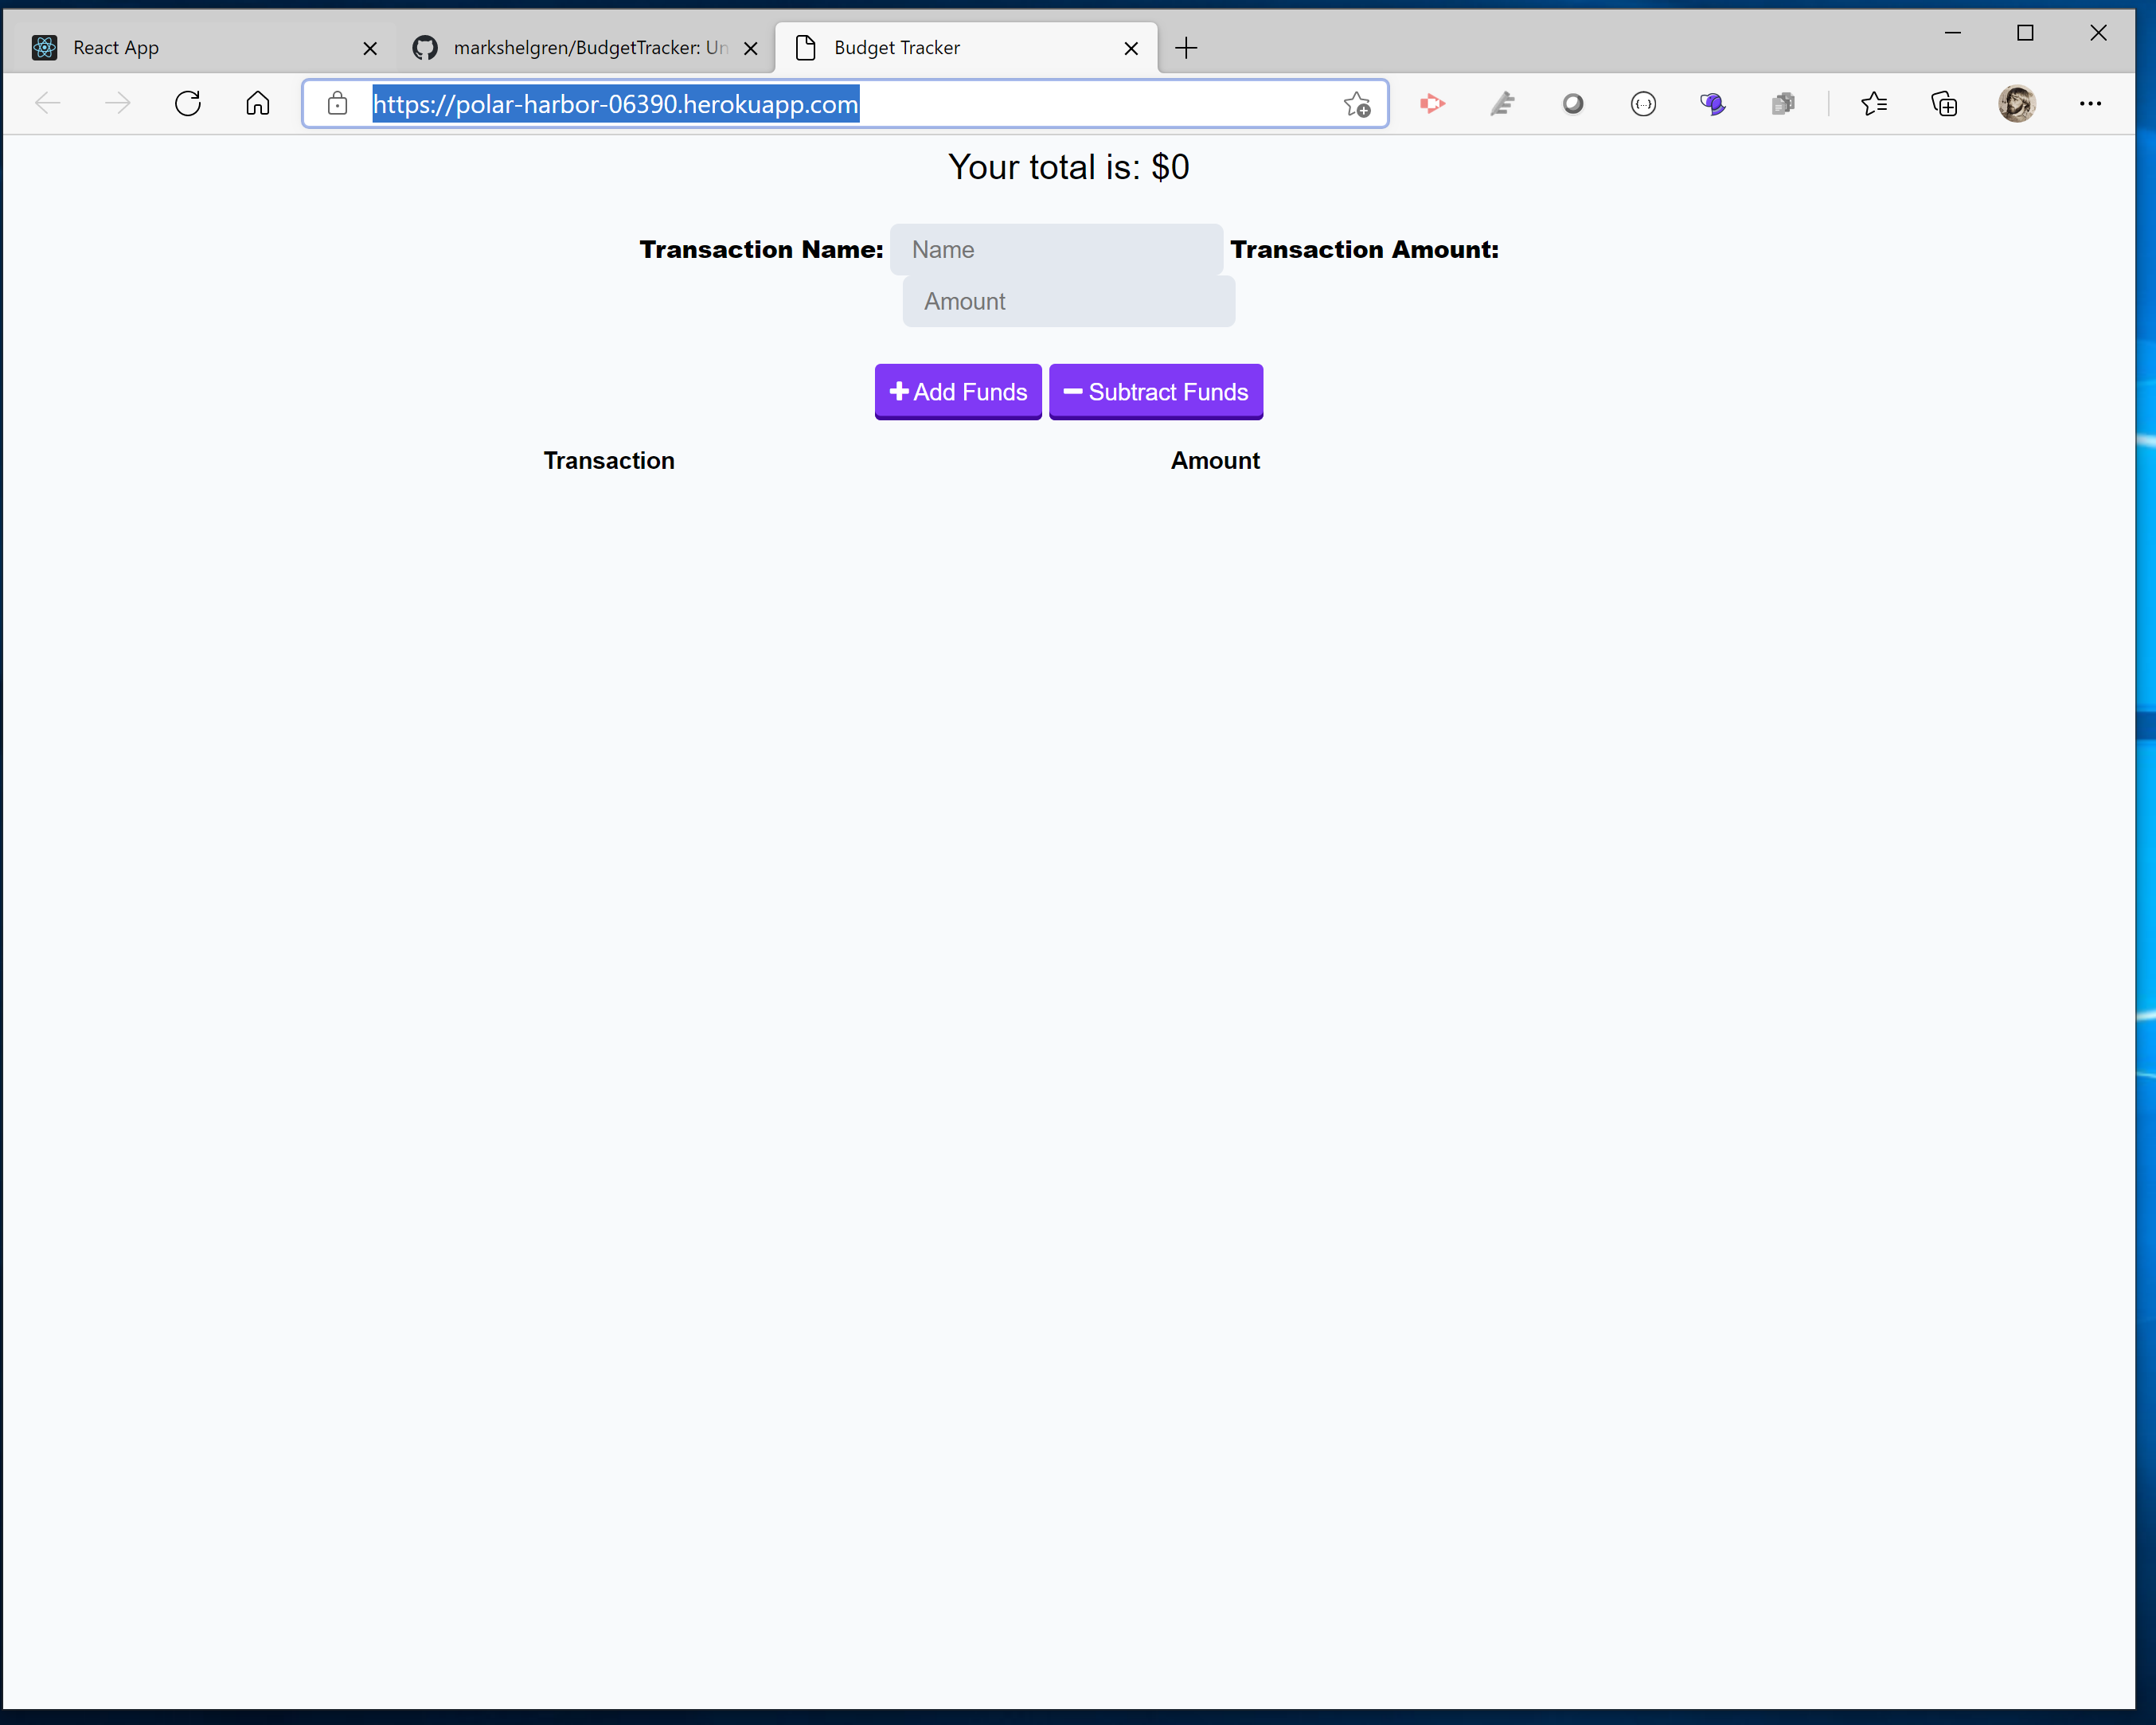 React App
markshelgren/BudgetTracker: Un
Budget Tracker
https://polar-harbor-06390.herokuapp.com
Your total is: $0
Transaction Name: Name Transaction Amount:
Amount
Add Funds Subtract Funds
Transaction Amount